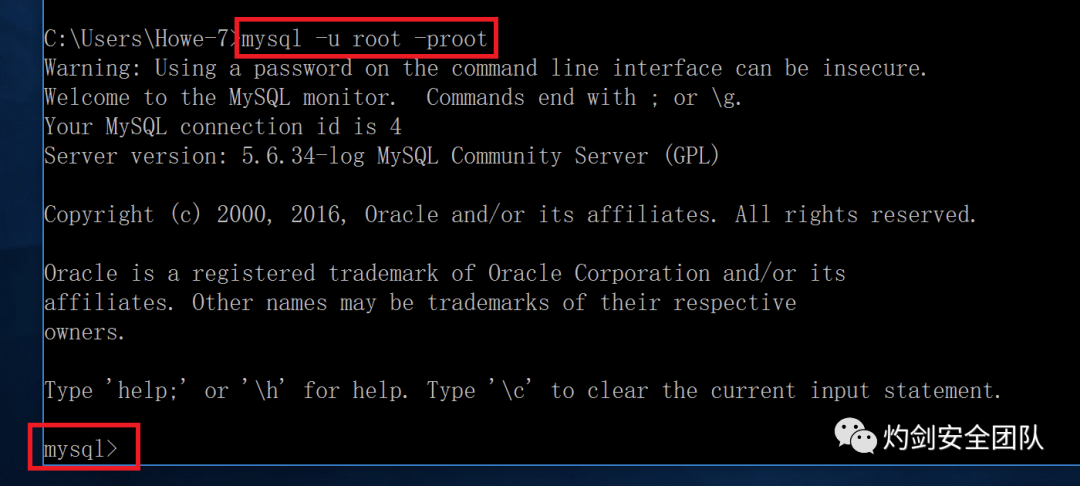 C:\Users\Howe-7>mysql -u root -proot
Warning: Using a password on the command line interface can be insecure.
Welcome to the MySQL monitor.  Commands end with ; or \g.
Your MySQL connection id is 4
Server version: 5.6.34-log MySQL Community Server (GPL)
Copyright (c) 2000, 2016, Oracle and/or its affiliates. All rights reserved.
Oracle is a registered trademark of Oracle Corporation and/or its
affiliates. Other names may be trademarks of their respective
owners.
Type 'help;' or '\h' for help. Type '\c' to clear the current input statement.
mysql>
灼剑安全团队